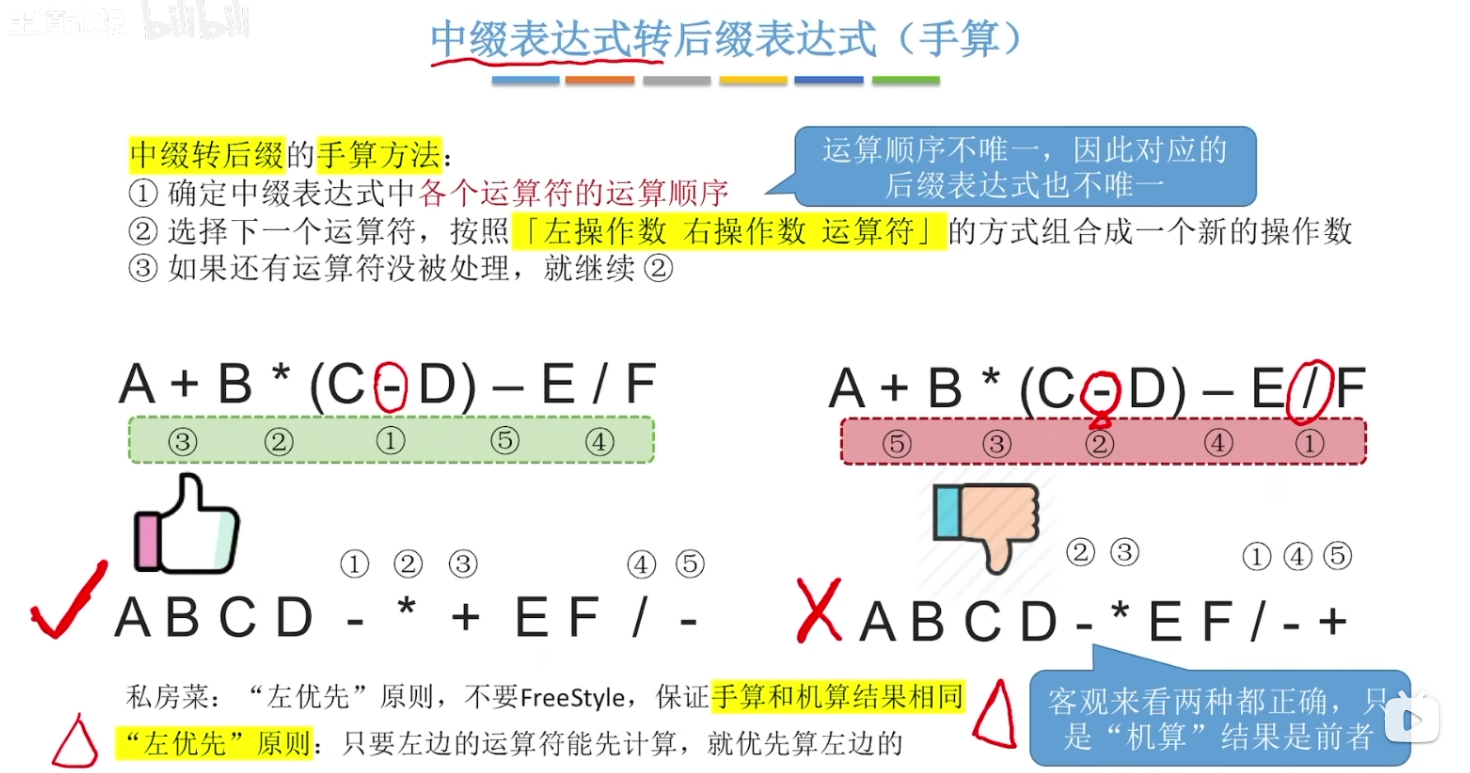 王道论坛 bilibili
中缀表达式转后缀表达式（手算）
中缀转后缀的手算方法：
① 确定中缀表达式中各个运算符的运算顺序
② 选择下一个运算符，按照「左操作数 右操作数 运算符」的方式组合成一个新的操作数
③ 如果还有运算符没被处理，就继续 ②
运算顺序不唯一，因此对应的
后缀表达式也不唯一
A + B * (C - D) – E / F
③ ② ① ⑤ ④
① ② ③ ④ ⑤
A B C D - * + E F / -
A + B * (C - D) – E / F
⑤ ③ ② ④ ①
② ③ ① ④ ⑤
A B C D - * E F / - +
私房菜：“左优先”原则，不要FreeStyle，保证手算和机算结果相同
“左优先”原则：只要左边的运算符能先计算，就优先算左边的
客观来看两种都正确，只
是“机算”结果是前者